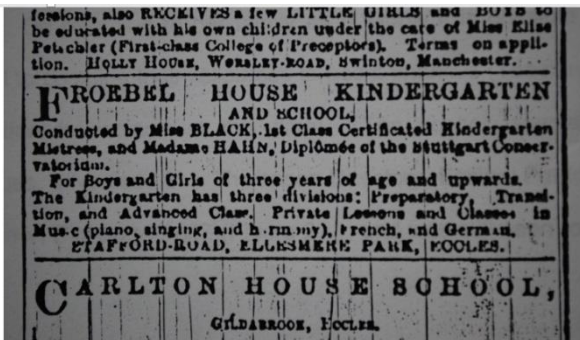 fessions, also RECEIVES a few LITTLE GIRLS and BOYS to
be educated with his own children under the care of Miss Elise
Petschler (First-class College of Preceptors). Terms on appli-
tion. HOLLY HOUSE, WORSLEY-ROAD, Swinton, Manchester.
FROEBEL HOUSE KINDERGARTEN
AND SCHOOL,
Conducted by Miss BLACK, 1st Class Certificated Kindergarten
Mistress, and Madame HAHN, Diplômée of the Stuttgart Conser-
vatorium.
For Boys and Girls of three years of age and upwards.
The Kindergarten has three divisions: Preparatory, Transi-
tion, and Advanced Class. Private Lessons and Classes in
Music (piano, singing, and harmony), French, and German.
STAFFORD-ROAD, ELLESMERE PARK, ECCLES.
CARLTON HOUSE SCHOOL,
GILDABROOK, ECCLES.